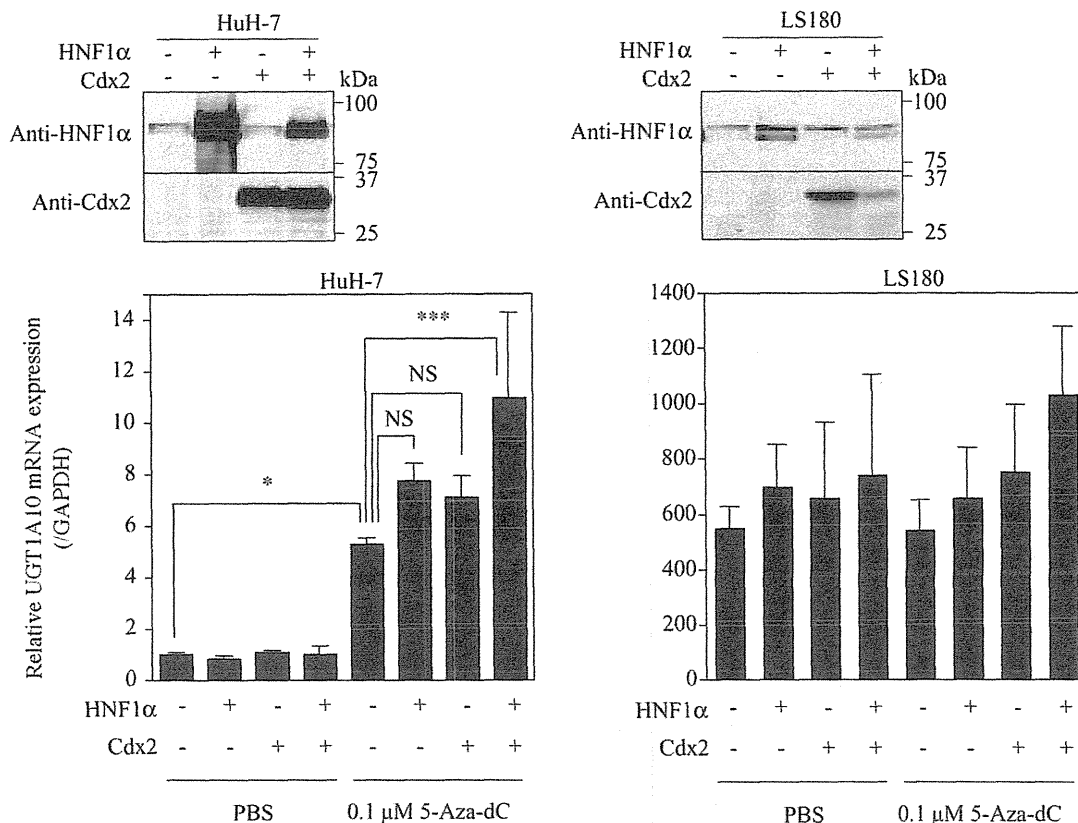 HuH-7
HNF1α - + - +
Cdx2 - - + + kDa
Anti-HNF1α
100
75
Anti-Cdx2
37
25
LS180
HNF1α - + - +
Cdx2 - - + + kDa
Anti-HNF1α
100
75
Anti-Cdx2
37
25
HuH-7
Relative UGT1A10 mRNA expression
(/GAPDH)
14
12
10
8
6
4
2
0
*
NS
NS
***
HNF1α - + - + - + - +
Cdx2 - - + + - - + +
PBS 0.1 μM 5-Aza-dC
LS180
1400
1200
1000
800
600
400
200
0
HNF1α - + - + - + - +
Cdx2 - - + + - - + +
PBS 0.1 μM 5-Aza-dC